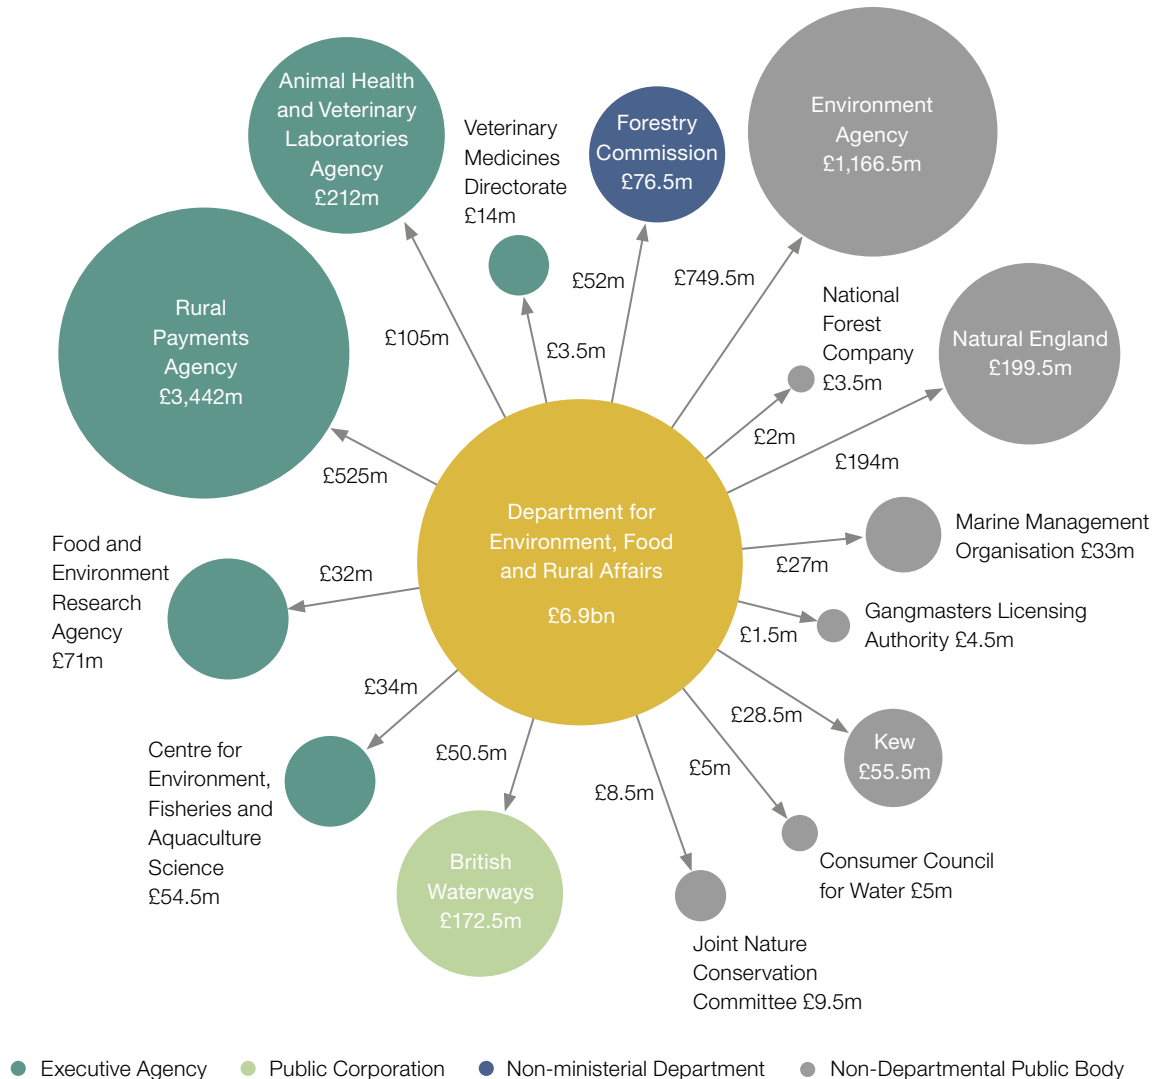 Animal Health
and Veterinary
Laboratories
Agency
£212m
Veterinary
Medicines
Directorate
£14m
Forestry
Commission
£76.5m
Environment
Agency
£1,166.5m
Rural
Payments
Agency
£3,442m
National
Forest
Company
£3.5m
Natural England
£199.5m
£105m
£3.5m
£52m
£749.5m
£2m
£194m
£525m
Department for
Environment, Food
and Rural Affairs
£6.9bn
Marine Management
Organisation £33m
£27m
Food and
Environment
Research
Agency
£71m
£32m
Gangmasters Licensing
Authority £4.5m
£1.5m
£34m
£28.5m
Kew
£55.5m
Centre for
Environment,
Fisheries and
Aquaculture
Science
£54.5m
£50.5m
£8.5m
£5m
British
Waterways
£172.5m
Consumer Council
for Water £5m
Joint Nature
Conservation
Committee £9.5m
Executive Agency
Public Corporation
Non-ministerial Department
Non-Departmental Public Body